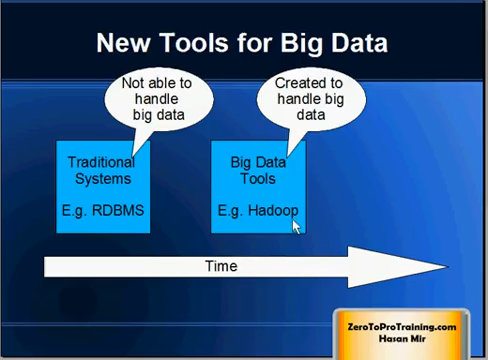 New Tools for Big Data
Not able to
handle
big data
Created to
handle big
data
Traditional
Systems
E.g. RDBMS
Big Data
Tools
E.g. Hadoop
Time
ZeroToProTraining.com
Hasan Mir